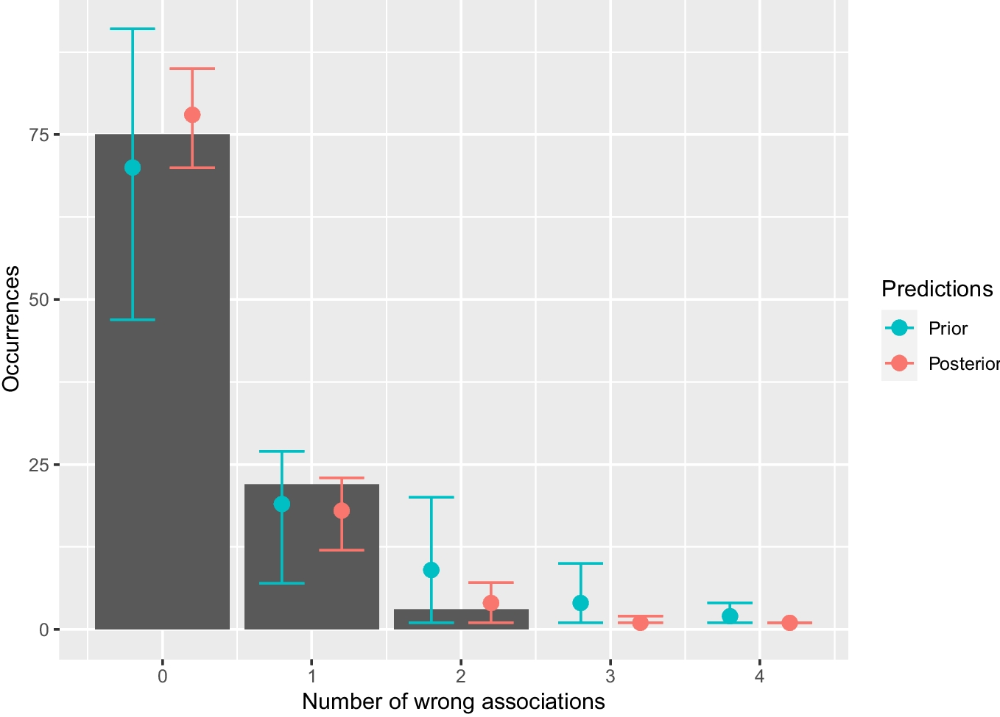 75
50
25
0
Occurrences
0 1 2 3 4
Number of wrong associations
Predictions
Prior
Posterior